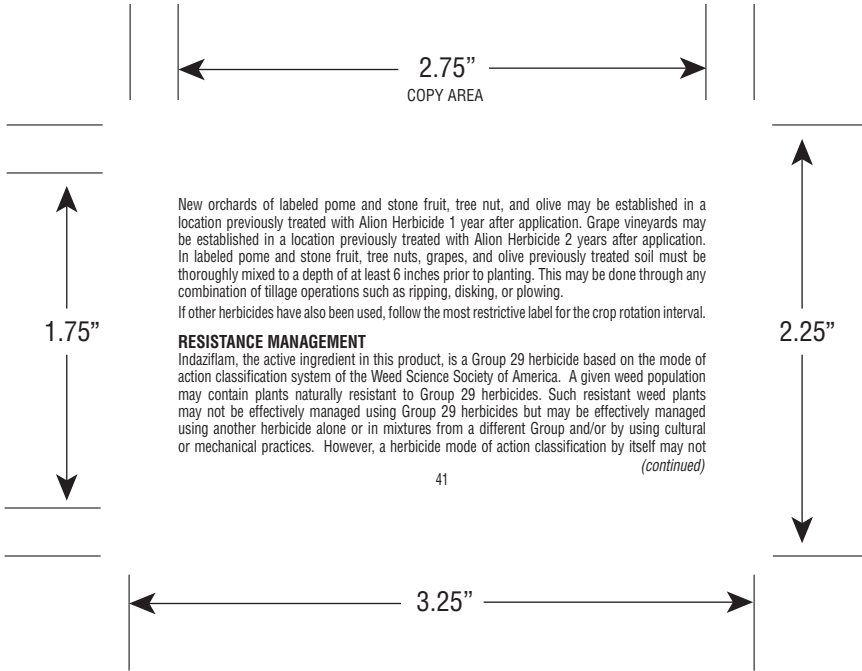 2.75”
COPY AREA
New orchards of labeled pome and stone fruit, tree nut, and olive may be established in a
location previously treated with Alion Herbicide 1 year after application. Grape vineyards may
be established in a location previously treated with Alion Herbicide 2 years after application.
In labeled pome and stone fruit, tree nuts, grapes, and olive previously treated soil must be
thoroughly mixed to a depth of at least 6 inches prior to planting. This may be done through any
combination of tillage operations such as ripping, disking, or plowing.
If other herbicides have also been used, follow the most restrictive label for the crop rotation interval.
1.75”
2.25”
RESISTANCE MANAGEMENT
Indaziflam, the active ingredient in this product, is a Group 29 herbicide based on the mode of
action classification system of the Weed Science Society of America.  A given weed population
may contain plants naturally resistant to Group 29 herbicides. Such resistant weed plants
may not be effectively managed using Group 29 herbicides but may be effectively managed
using another herbicide alone or in mixtures from a different Group and/or by using cultural
or mechanical practices.  However, a herbicide mode of action classification by itself may not
(continued)
41
3.25”